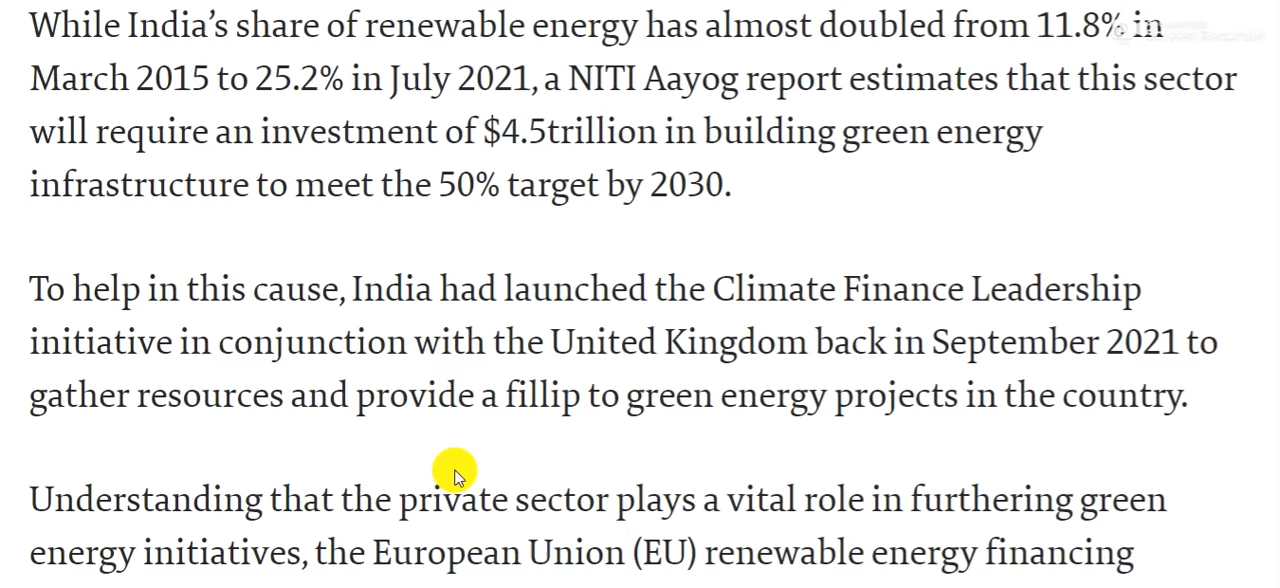 While India’s share of renewable energy has almost doubled from 11.8% in
March 2015 to 25.2% in July 2021, a NITI Aayog report estimates that this sector
will require an investment of $4.5trillion in building green energy
infrastructure to meet the 50% target by 2030.
To help in this cause, India had launched the Climate Finance Leadership
initiative in conjunction with the United Kingdom back in September 2021 to
gather resources and provide a fillip to green energy projects in the country.
Understanding that the private sector plays a vital role in furthering green
energy initiatives, the European Union (EU) renewable energy financing